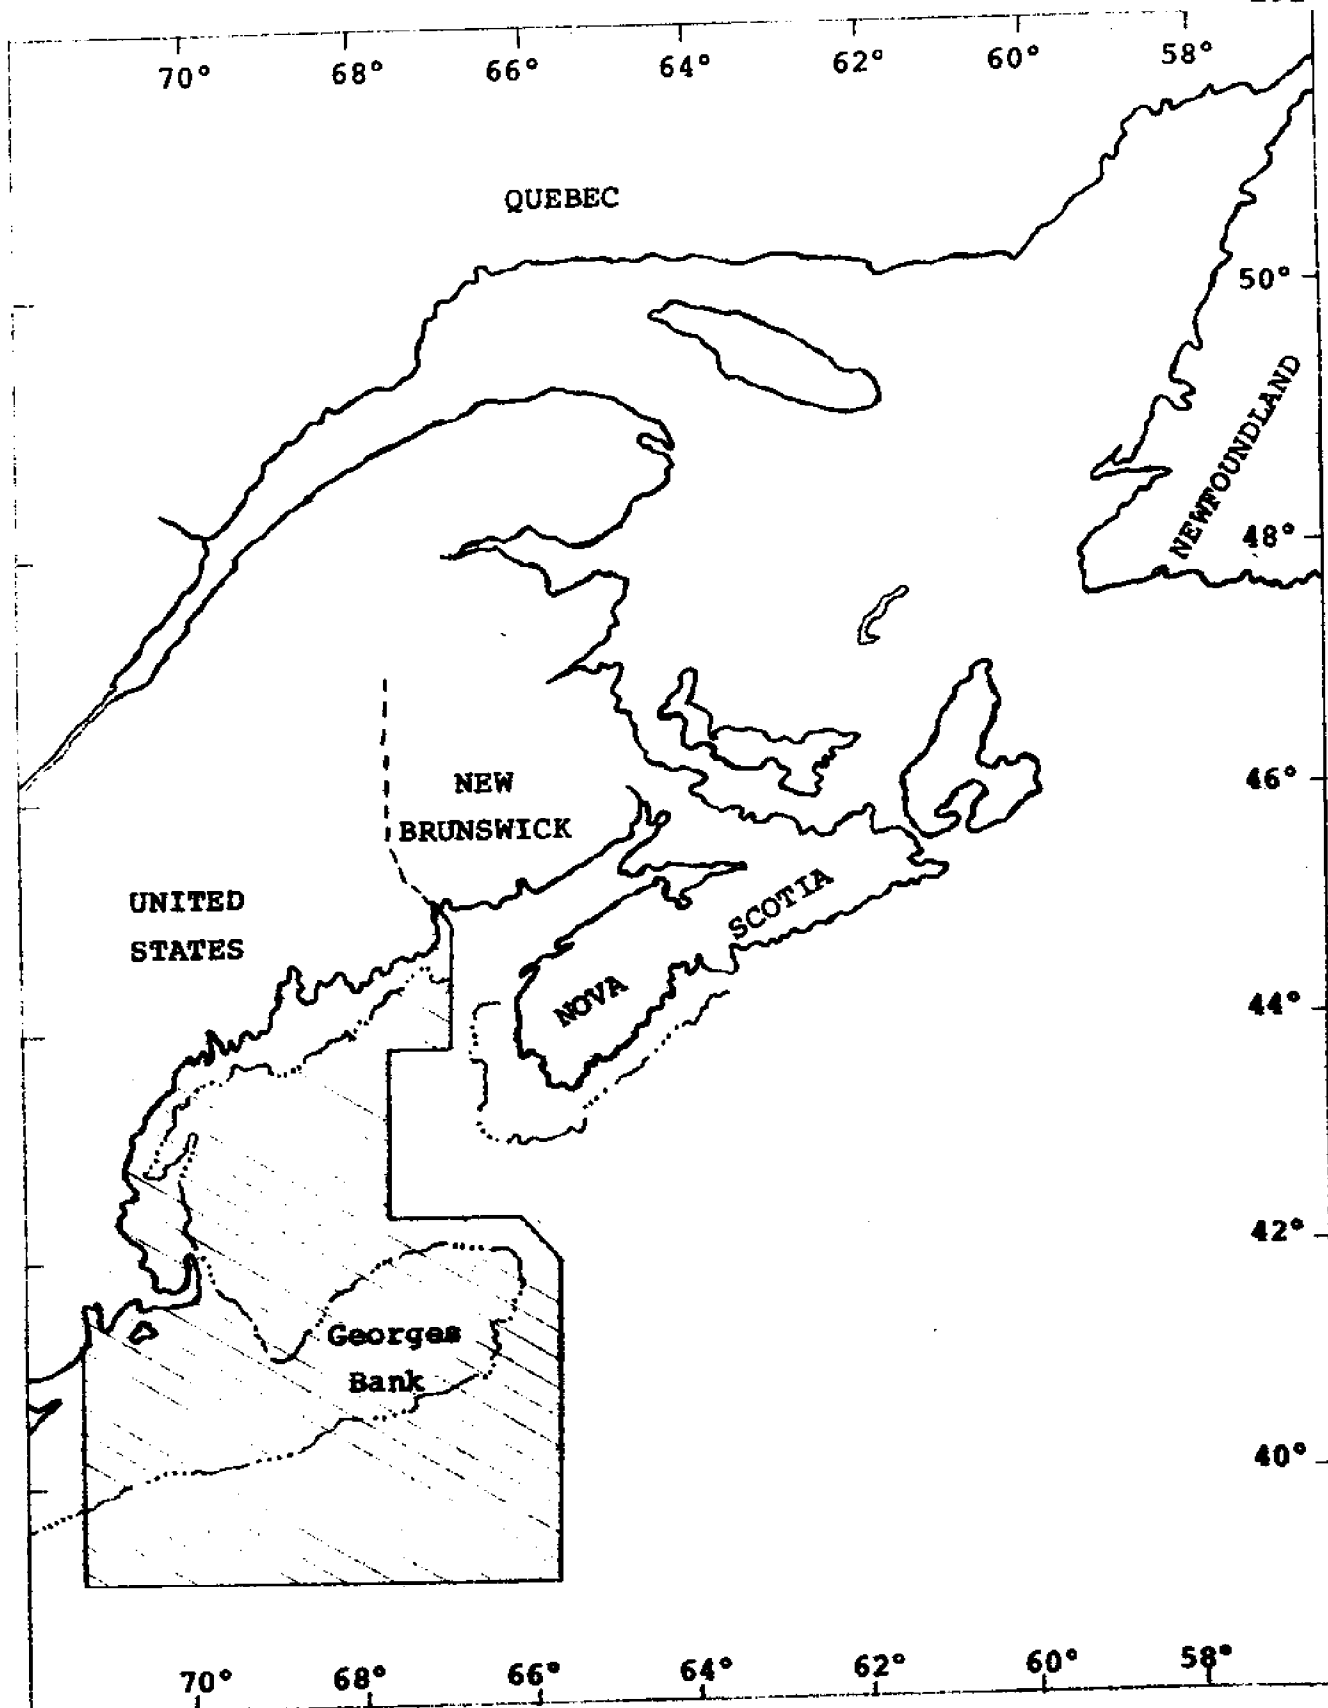 70° 68° 66° 64° 62° 60° 58°
QUEBEC
50°
NEWFOUNDLAND
48°
46°
NEW
BRUNSWICK
UNITED
STATES
NOVA SCOTIA
44°
42°
Georges
Bank
40°
70° 68° 66° 64° 62° 60° 58°